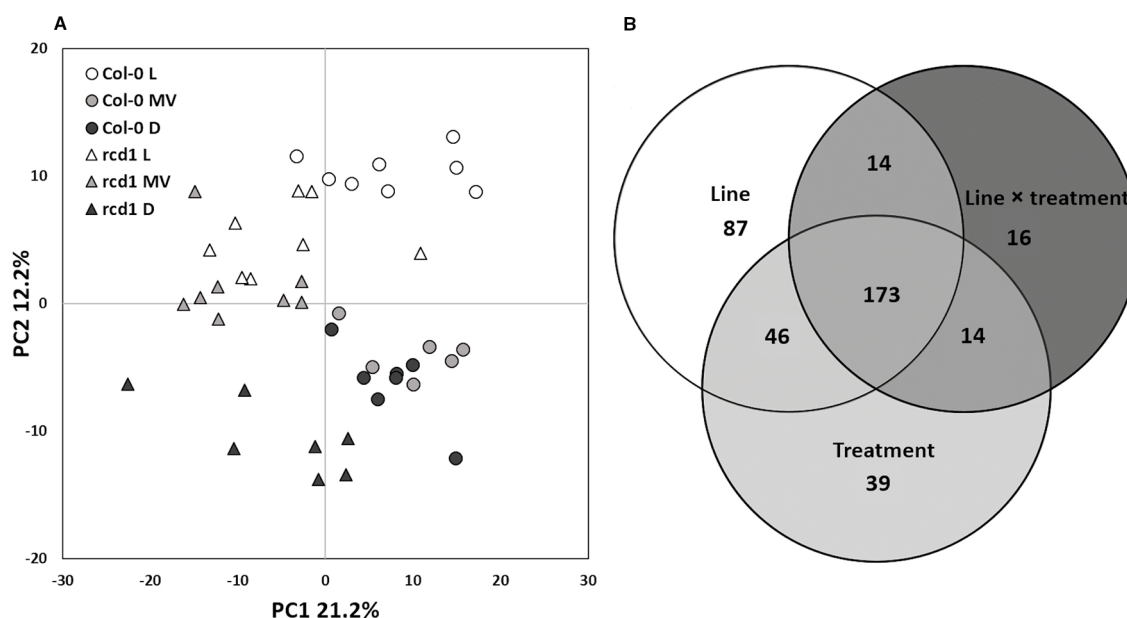 A
20
10
0
-10
-20
PC2 12.2%
Col-0 L
Col-0 MV
Col-0 D
rcd1 L
rcd1 MV
rcd1 D
-30
-20
-10
0
10
20
30
PC1 21.2%
B
14
Line
87
Line × treatment
16
173
46
14
Treatment
39